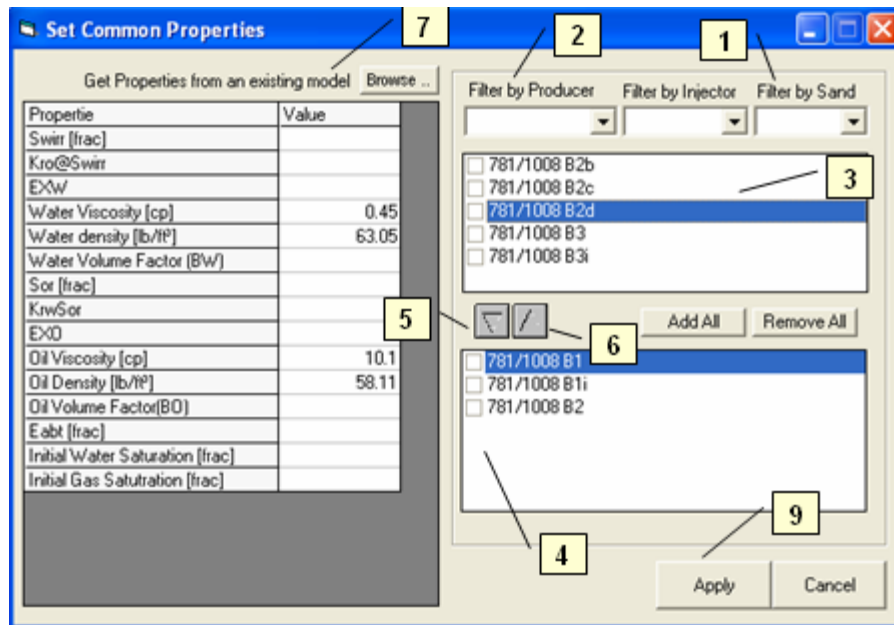 Set Common Properties
7
2
1
Get Properties from an existing model Browse ..
Propertie Value
Swirr [frac]
Kro@Swirr
EXW
Water Viscosity [cp] 0.45
Water density [lb/ft³] 63.05
Water Volume Factor (BW)
Sor [frac]
KrwSor
EXO
Oil Viscosity [cp] 10.1
Oil Density [lb/ft³] 58.11
Oil Volume Factor(BO)
Eabt [frac]
Initial Water Saturation [frac]
Initial Gas Satutration [frac]
Filter by Producer Filter by Injector Filter by Sand
781/1008 B2b
781/1008 B2c
781/1008 B2d
781/1008 B3
781/1008 B3i
3
5
6
Add All Remove All
781/1008 B1
781/1008 B1i
781/1008 B2
4
9
Apply Cancel